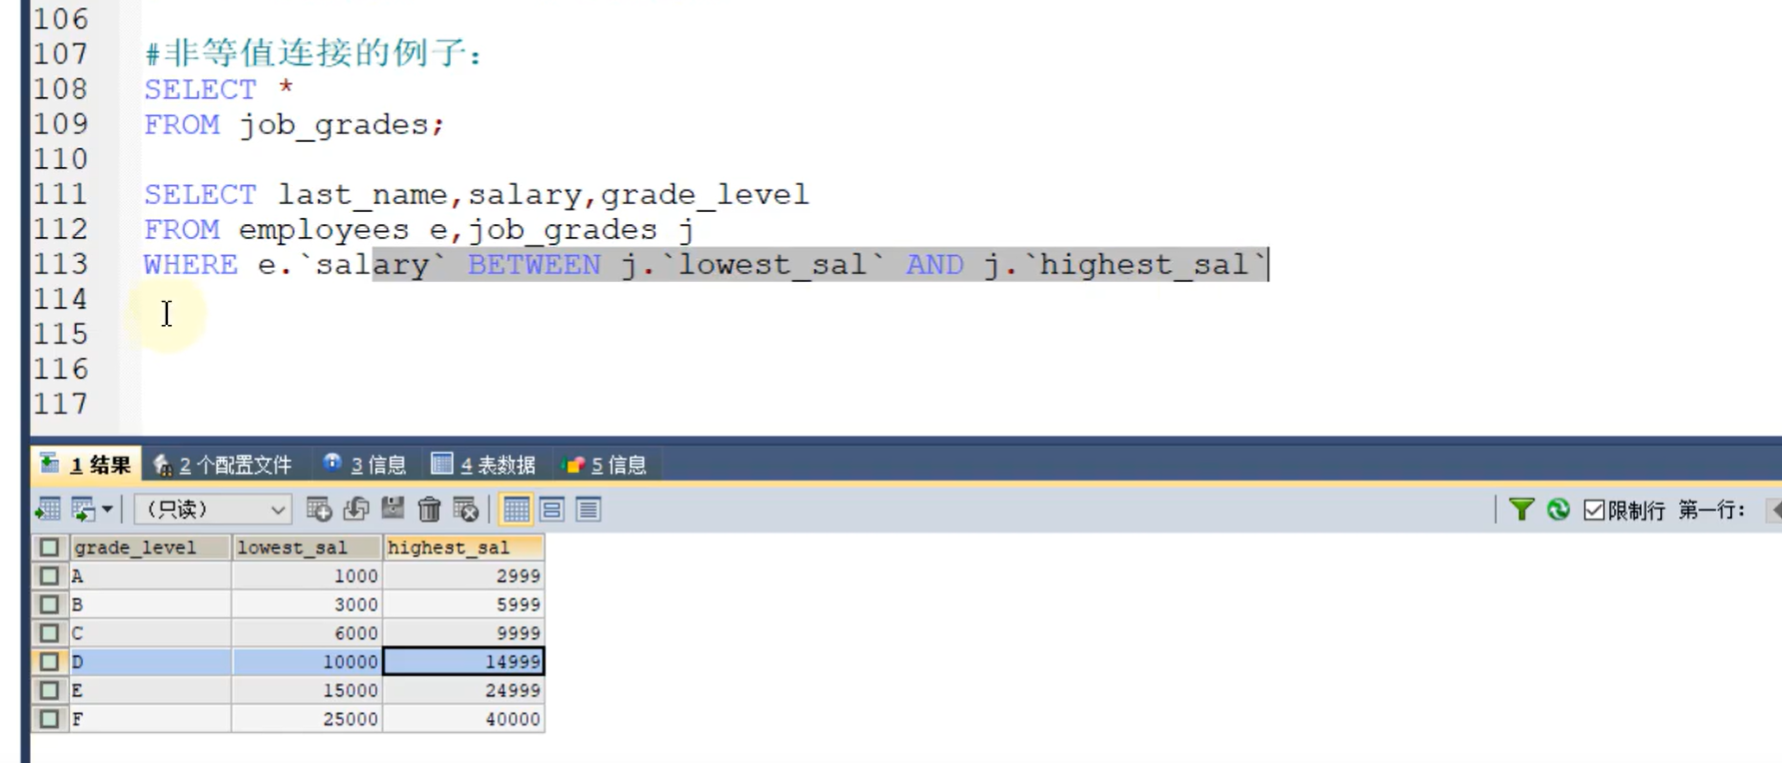 106
107 #非等值连接的例子：
108 SELECT *
109 FROM job_grades;
110
111 SELECT last_name,salary,grade_level
112 FROM employees e,job_grades j
113 WHERE e.`salary` BETWEEN j.`lowest_sal` AND j.`highest_sal`
114
115
116
117
1 结果 2 个配置文件 3 信息 4 表数据 5 信息
（只读） 限制行 第一行：
grade_level lowest_sal highest_sal
A 1000 2999
B 3000 5999
C 6000 9999
D 10000 14999
E 15000 24999
F 25000 40000